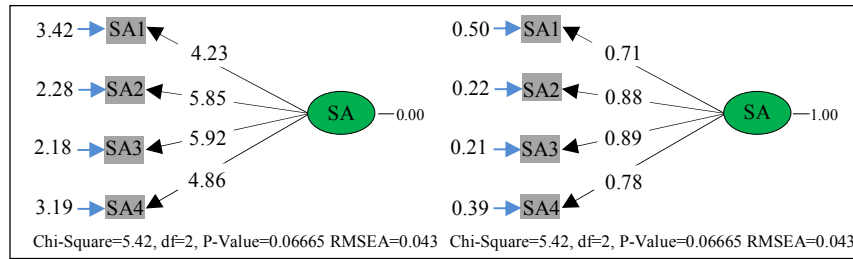 3.42 SA1 4.23
2.28 SA2 5.85
SA 0.00
2.18 SA3 5.92
3.19 SA4 4.86
Chi-Square=5.42, df=2, P-Value=0.06665 RMSEA=0.043
0.50 SA1 0.71
0.22 SA2 0.88
SA 1.00
0.21 SA3 0.89
0.39 SA4 0.78
Chi-Square=5.42, df=2, P-Value=0.06665 RMSEA=0.043